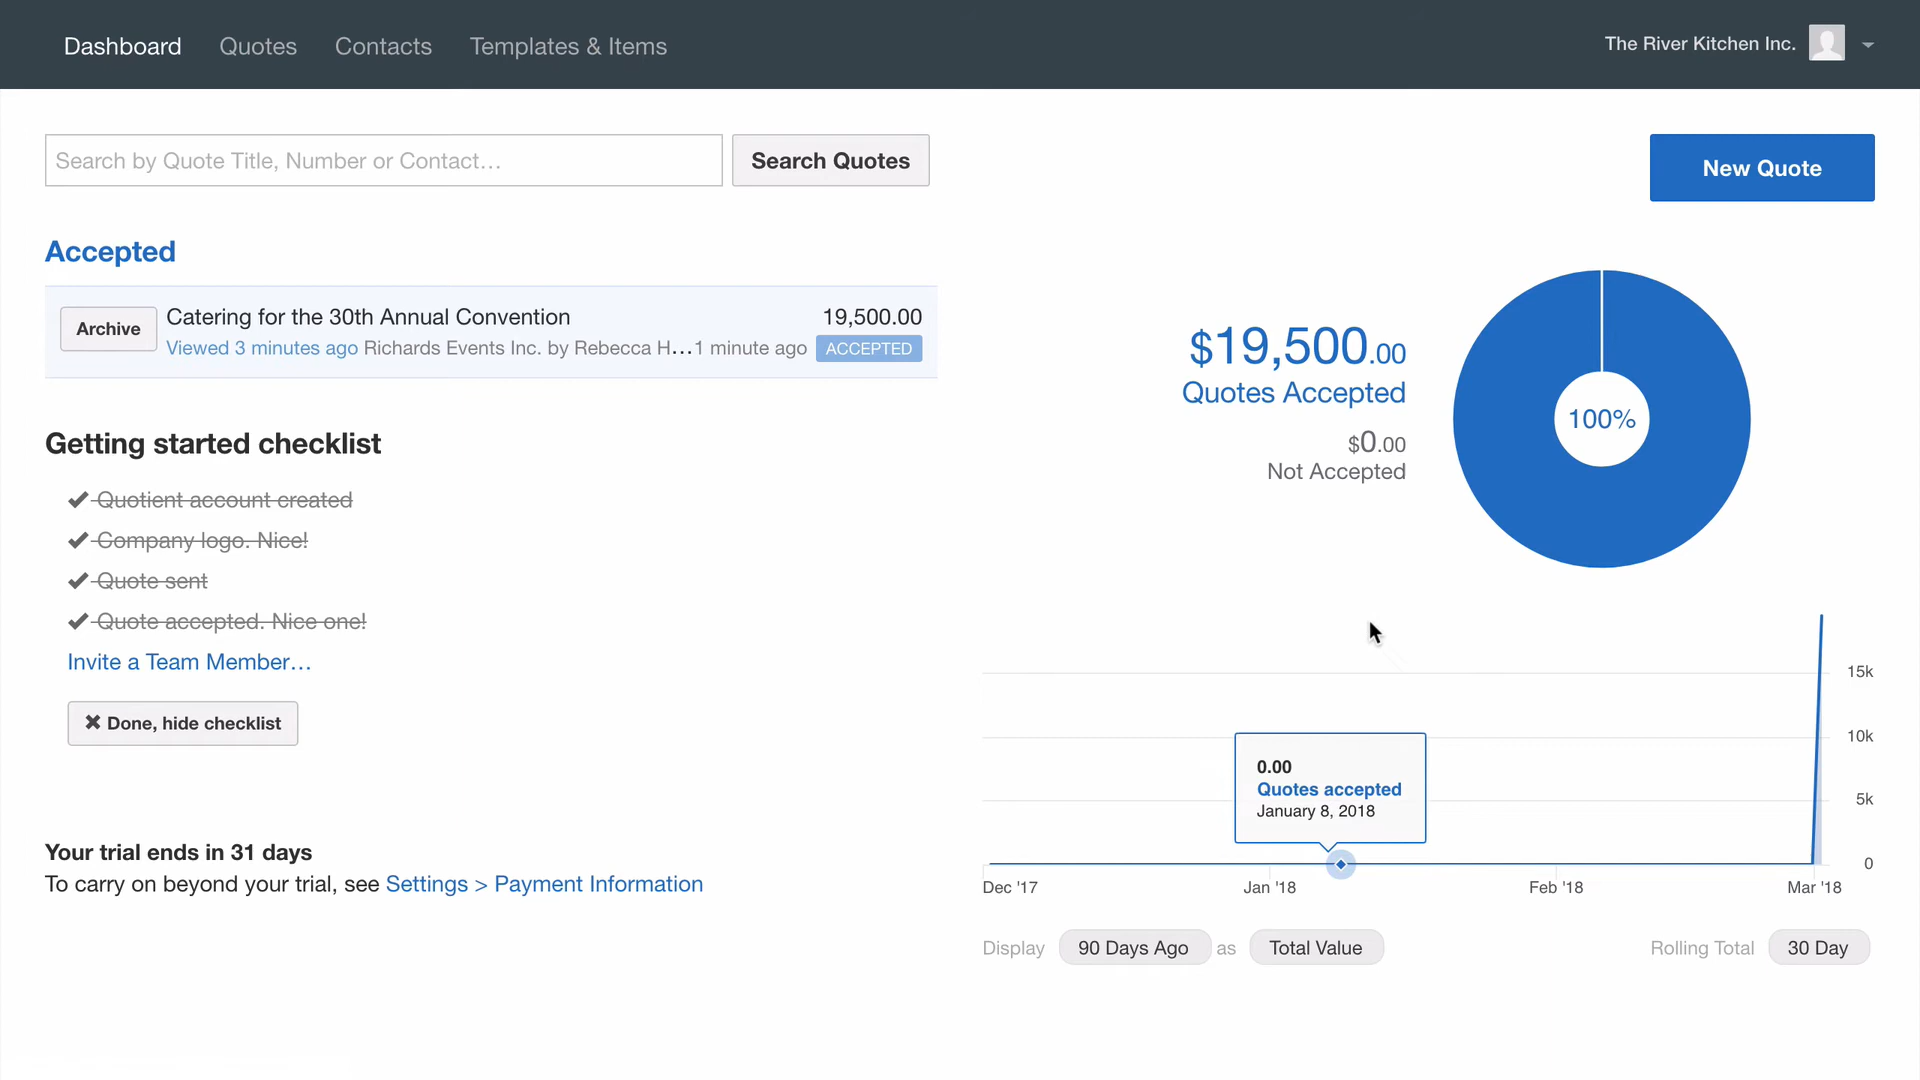 Dashboard Quotes Contacts Templates & Items
The River Kitchen Inc.
Search by Quote Title, Number or Contact…
Search Quotes
New Quote
Accepted
Archive
Catering for the 30th Annual Convention
19,500.00
Viewed 3 minutes ago Richards Events Inc. by Rebecca H… 1 minute ago
ACCEPTED
Getting started checklist
Quotient account created
Company logo. Nice!
Quote sent
Quote accepted. Nice one!
Invite a Team Member…
Done, hide checklist
Your trial ends in 31 days
To carry on beyond your trial, see Settings > Payment Information
$19,500.00
Quotes Accepted
$0.00
Not Accepted
100%
15k
10k
5k
0
0.00
Quotes accepted
January 8, 2018
Dec '17 Jan '18 Feb '18 Mar '18
Display 90 Days Ago as Total Value
Rolling Total 30 Day